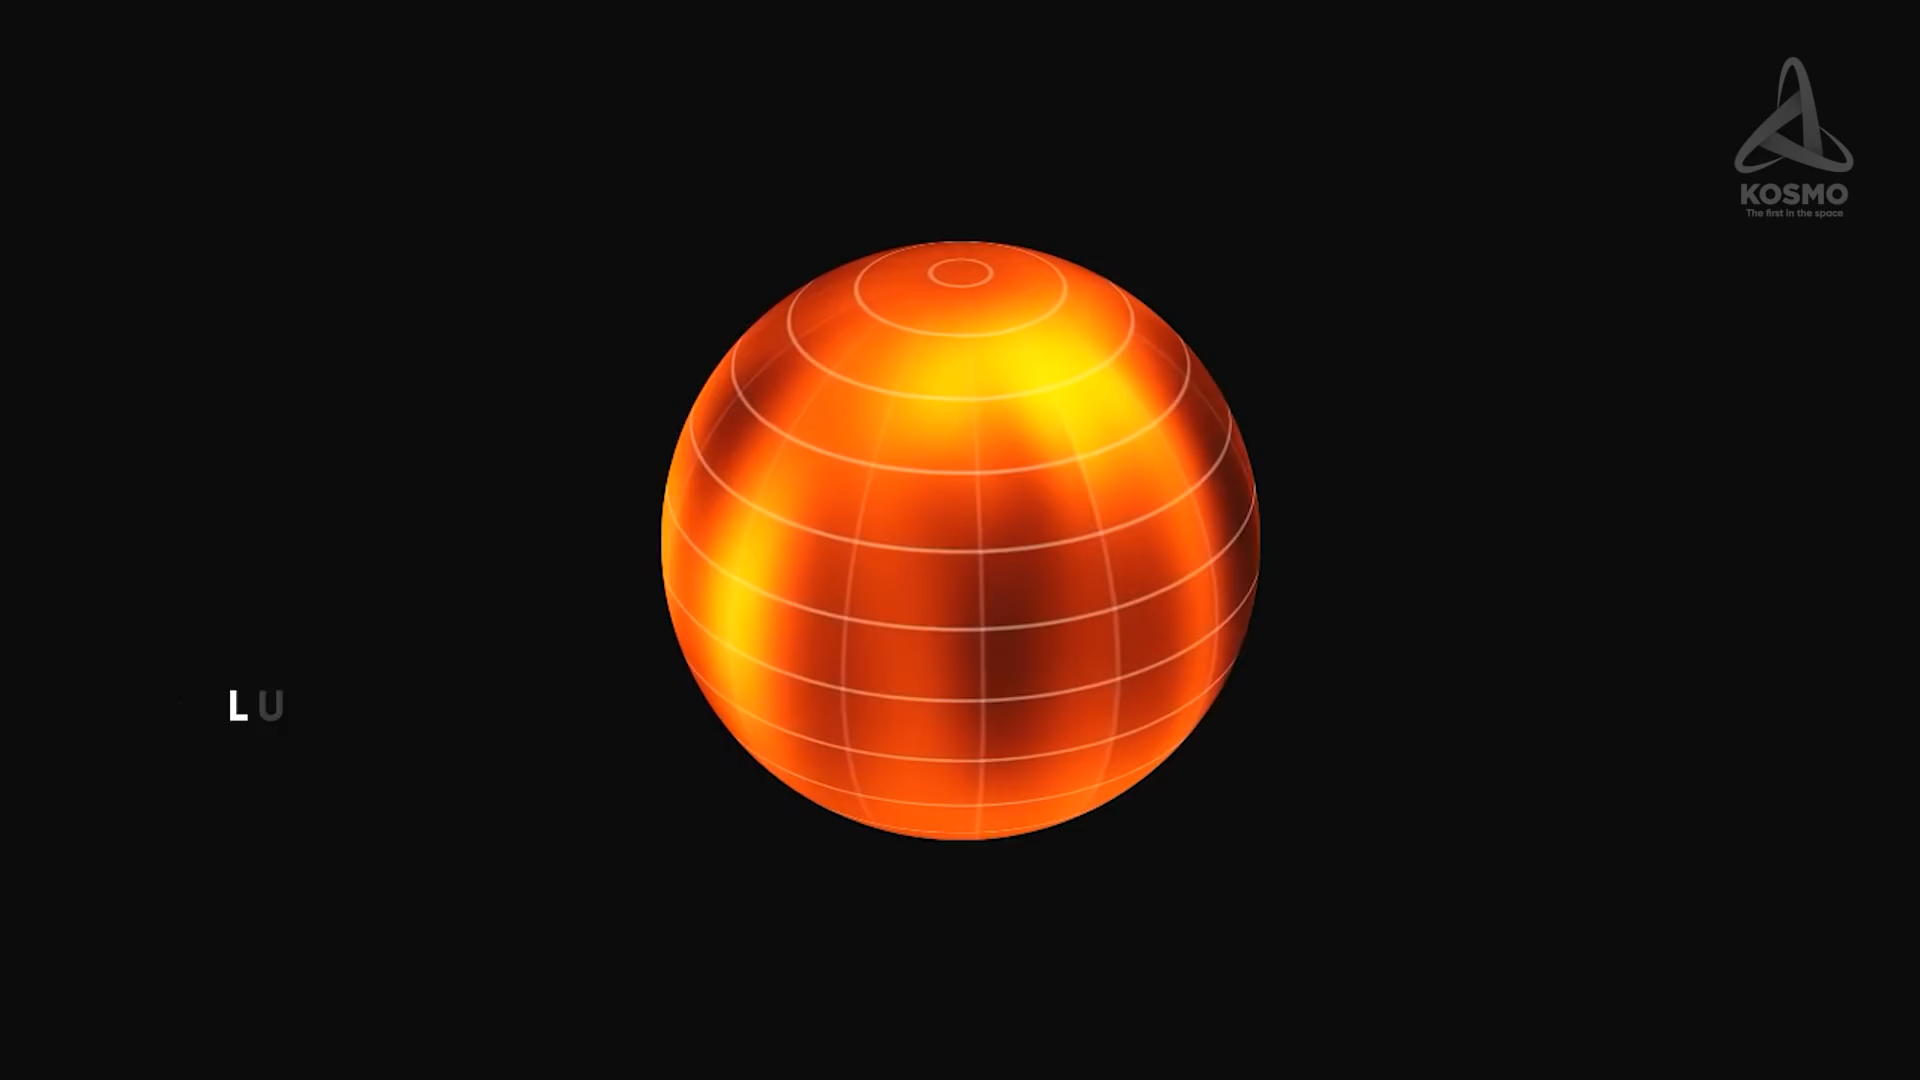 KOSMO
The first in the space
L U